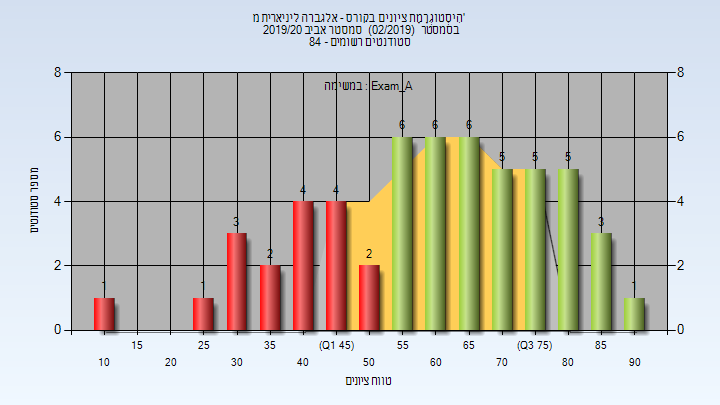 הִיסְטוֹגְרַמַּת ציונים בקורס - אלגברה ליניארית מ'
בסמסטר (02/2019) סמסטר אביב 2019/20
סטודנטים רשומים - 84
במשימה : Exam_A
מספר סטודנטים
8 8
6 6
4 4
2 2
0 0
1 1 3 2 4 4 2 6 6 6 5 5 5 3 1
15 25 35 (Q1 45) 55 65 (Q3 75) 85
10 20 30 40 50 60 70 80 90
טווח ציונים